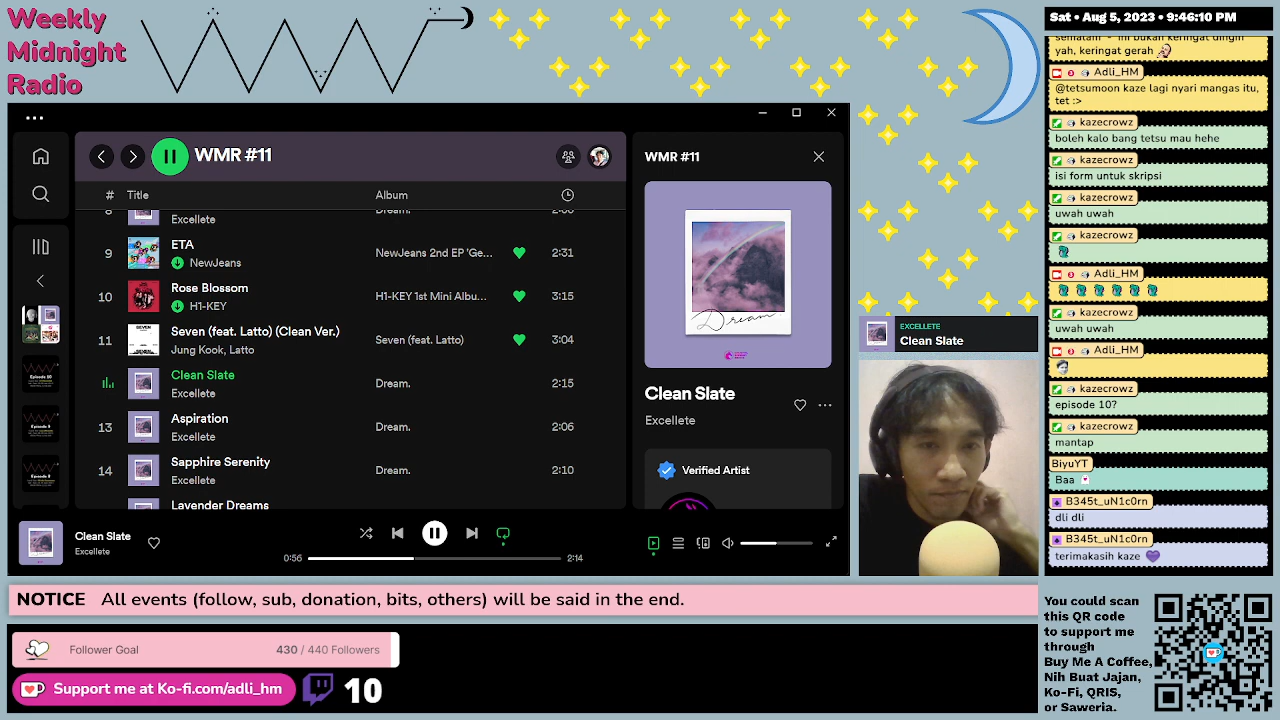 Weekly
Midnight
Radio
Sat • Aug 5, 2023 • 9:46:10 PM
WMR #11
# Title Album
8 Excellete Dream. 2:00
9 ETA NewJeans NewJeans 2nd EP 'Ge... 2:31
10 Rose Blossom H1-KEY H1-KEY 1st Mini Albu... 3:15
11 Seven (feat. Latto) (Clean Ver.) Jung Kook, Latto Seven (feat. Latto) 3:04
Clean Slate Excellete Dream. 2:15
13 Aspiration Excellete Dream. 2:06
14 Sapphire Serenity Excellete Dream. 2:10
Lavender Dreams
Episode 10
Episode 9
WMR #11
Dream
Clean Slate
Excellete
Verified Artist
Clean Slate
Excellete
0:56
2:14
EXCELLETE
Clean Slate
yah, keringat gerah
Adli_HM
@tetsumoon kaze lagi nyari mangas itu,
tet :>
kazecrowz
boleh kalo bang tetsu mau hehe
kazecrowz
isi form untuk skripsi
kazecrowz
uwah uwah
kazecrowz
Adli_HM
kazecrowz
uwah uwah
Adli_HM
kazecrowz
episode 10?
kazecrowz
mantap
BiyuYT
Baa
B345t_uN1c0rn
dli dli
B345t_uN1c0rn
terimakasih kaze
NOTICE All events (follow, sub, donation, bits, others) will be said in the end.
Follower Goal 430 / 440 Followers
Support me at Ko-fi.com/adli_hm
10
You could scan
this QR code
to support me
through
Buy Me A Coffee,
Nih Buat Jajan,
Ko-Fi, QRIS,
or Saweria.